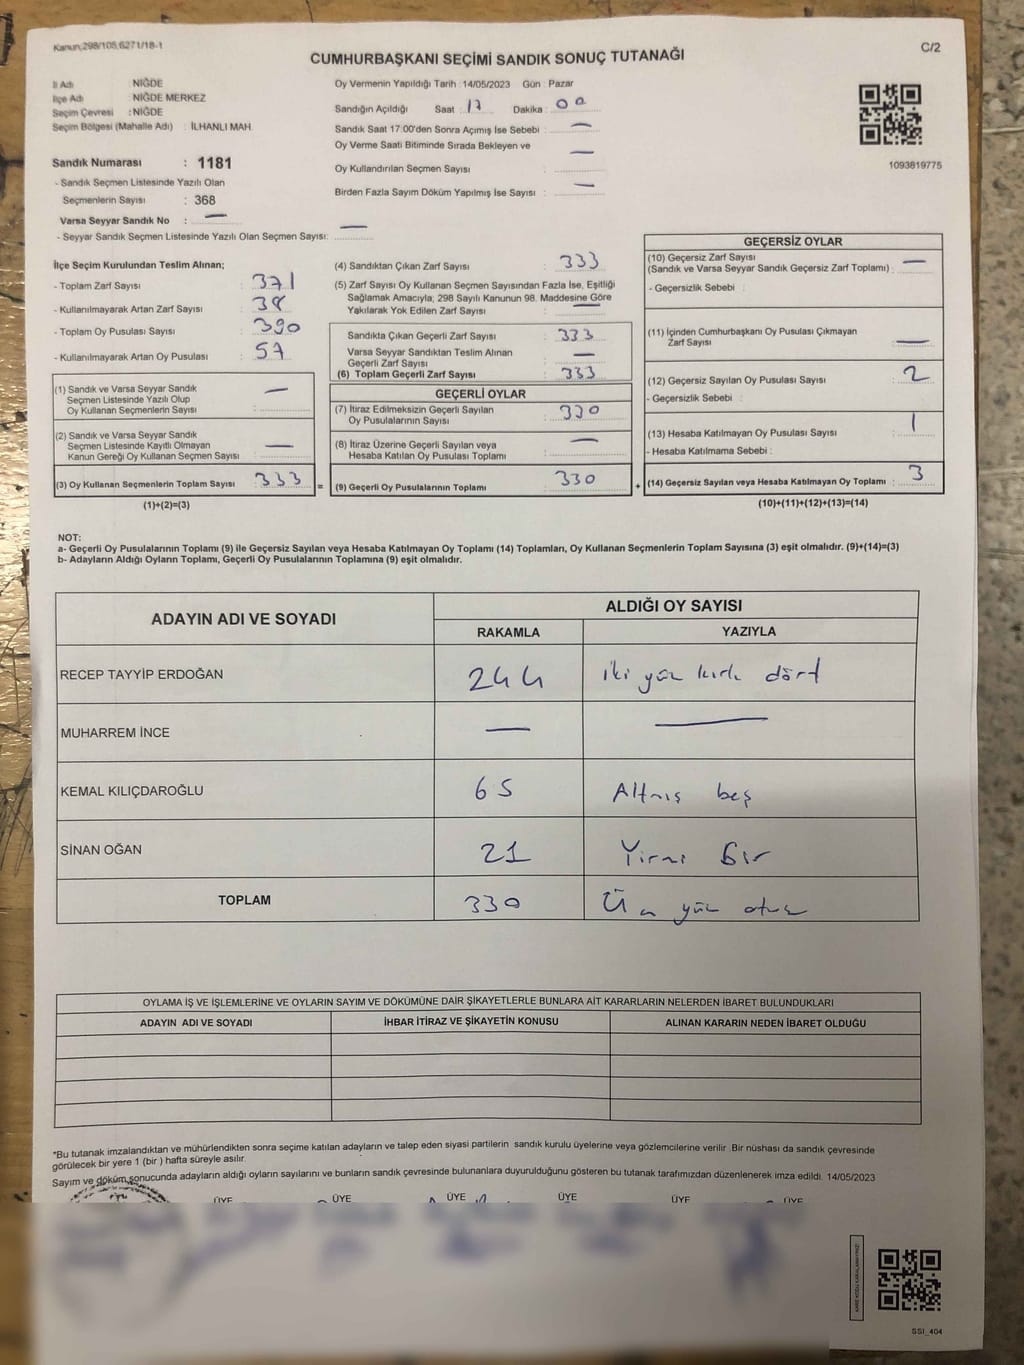 Kanun,298/105,6271/18-1
C/2
CUMHURBAŞKANI SEÇİMİ SANDIK SONUÇ TUTANAĞI
İl Adı NİĞDE
İlçe Adı NİĞDE MERKEZ
Seçim Çevresi : NİĞDE
Seçim Bölgesi (Mahalle Adı) : İLHANLI MAH.
Sandık Numarası : 1181
- Sandık Seçmen Listesinde Yazılı Olan
Seçmenlerin Sayısı : 368
Varsa Seyyar Sandık No : —
- Seyyar Sandık Seçmen Listesinde Yazılı Olan Seçmen Sayısı: —
Oy Vermenin Yapıldığı Tarih : 14/05/2023 Gün : Pazar
Sandığın Açıldığı Saat : 17 Dakika : 00
Sandık Saat 17:00'den Sonra Açımış İse Sebebi : —
Oy Verme Saati Bitiminde Sırada Bekleyen ve
Oy Kullandırılan Seçmen Sayısı : —
Birden Fazla Sayım Döküm Yapılmış İse Sayısı : —
1093819775
İlçe Seçim Kurulundan Teslim Alınan;
- Toplam Zarf Sayısı : 371
- Kullanılmayarak Artan Zarf Sayısı : 38
- Toplam Oy Pusulası Sayısı : 390
- Kullanılmayarak Artan Oy Pusulası : 57
(1) Sandık ve Varsa Seyyar Sandık
Seçmen Listesinde Yazılı Olup
Oy Kullanan Seçmenlerin Sayısı : —
(2) Sandık ve Varsa Seyyar Sandık
Seçmen Listesinde Kayıtlı Olmayan
Kanun Gereği Oy Kullanan Seçmen Sayısı : —
(3) Oy Kullanan Seçmenlerin Toplam Sayısı : 333
(1)+(2)=(3)
(4) Sandıktan Çıkan Zarf Sayısı : 333
(5) Zarf Sayısı Oy Kullanan Seçmen Sayısından Fazla İse, Eşitliği
Sağlamak Amacıyla; 298 Sayılı Kanunun 98. Maddesine Göre
Yakılarak Yok Edilen Zarf Sayısı : —
Sandıkta Çıkan Geçerli Zarf Sayısı : 333
Varsa Seyyar Sandıktan Teslim Alınan
Geçerli Zarf Sayısı : —
(6) Toplam Geçerli Zarf Sayısı : 333
GEÇERLİ OYLAR
(7) İtiraz Edilmeksizin Geçerli Sayılan
Oy Pusulalarının Sayısı : 330
(8) İtiraz Üzerine Geçerli Sayılan veya
Hesaba Katılan Oy Pusulası Toplamı : —
= (9) Geçerli Oy Pusulalarının Toplamı : 330
GEÇERSİZ OYLAR
(10) Geçersiz Zarf Sayısı
(Sandık ve Varsa Seyyar Sandık Geçersiz Zarf Toplamı) : —
- Geçersizlik Sebebi :
(11) İçinden Cumhurbaşkanı Oy Pusulası Çıkmayan
Zarf Sayısı : —
(12) Geçersiz Sayılan Oy Pusulası Sayısı : 2
- Geçersizlik Sebebi :
(13) Hesaba Katılmayan Oy Pusulası Sayısı : 1
- Hesaba Katılmama Sebebi :
+ (14) Geçersiz Sayılan veya Hesaba Katılmayan Oy Toplamı : 3
(10)+(11)+(12)+(13)=(14)
NOT:
a- Geçerli Oy Pusulalarının Toplamı (9) ile Geçersiz Sayılan veya Hesaba Katılmayan Oy Toplamı (14) Toplamları, Oy Kullanan Seçmenlerin Toplam Sayısına (3) eşit olmalıdır. (9)+(14)=(3)
b- Adayların Aldığı Oyların Toplamı, Geçerli Oy Pusulalarının Toplamına (9) eşit olmalıdır.
ADAYIN ADI VE SOYADI ALDIĞI OY SAYISI
RAKAMLA YAZIYLA
RECEP TAYYİP ERDOĞAN 244 iki yüz kırk dört
MUHARREM İNCE — —
KEMAL KILIÇDAROĞLU 65 Altmış beş
SİNAN OĞAN 21 Yirmi Bir
TOPLAM 330 Üç yüz otuz
OYLAMA İŞ VE İŞLEMLERİNE VE OYLARIN SAYIM VE DÖKÜMÜNE DAİR ŞİKAYETLERLE BUNLARA AİT KARARLARIN NELERDEN İBARET BULUNDUKLARI
ADAYIN ADI VE SOYADI İHBAR İTİRAZ VE ŞİKAYETİN KONUSU ALINAN KARARIN NEDEN İBARET OLDUĞU
*Bu tutanak imzalandıktan ve mühürlendikten sonra seçime katılan adayların ve talep eden siyasi partilerin sandık kurulu üyelerine veya gözlemcilerine verilir. Bir nüshası da sandık çevresinde
görülecek bir yere 1 (bir ) hafta süreyle asılır.
Sayım ve döküm sonucunda adayların aldığı oyların sayılarını ve bunların sandık çevresinde bulunanlara duyurulduğunu gösteren bu tutanak tarafımızdan düzenlenerek imza edildi. 14/05/2023
ÜYE ÜYE ÜYE ÜYE ÜYE ÜYE
SSI_404